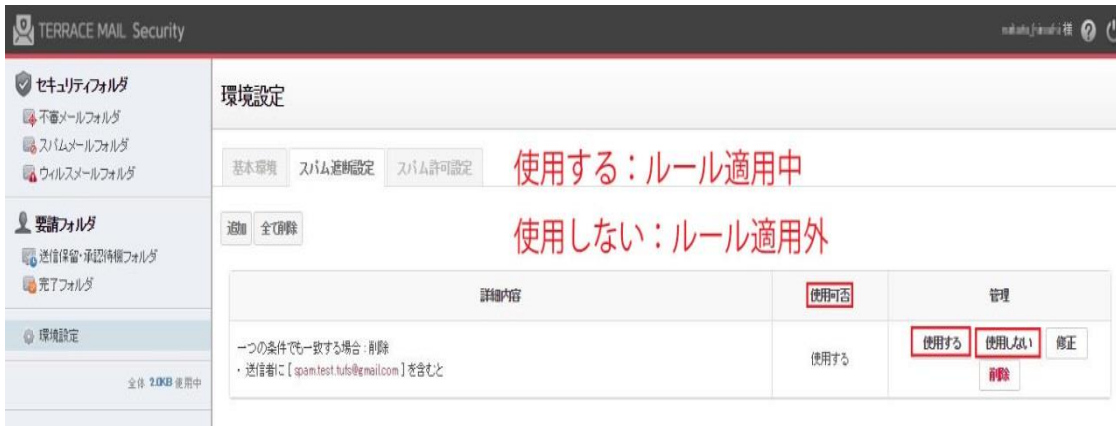 TERRACE MAIL Security
様
セキュリティフォルダ
不審メールフォルダ
スパムメールフォルダ
ウィルスメールフォルダ
要請フォルダ
送信保留・承認待機フォルダ
完了フォルダ
環境設定
全体 2.0KB 使用中
環境設定
基本環境 スパム遮断設定 スパム許可設定
使用する：ルール適用中
追加 全て削除
使用しない：ルール適用外
詳細内容 使用可否 管理
一つの条件でも一致する場合 : 削除
・ 送信者に [ spam.test.tufs@gmail.com ] を含むと
使用する
使用する 使用しない 修正
削除